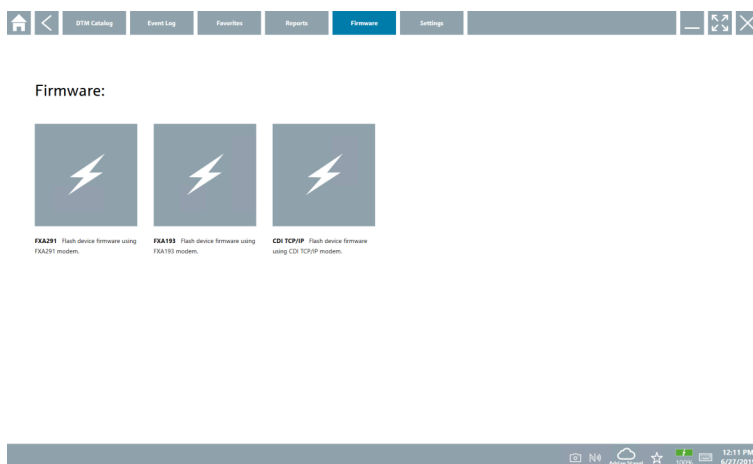 DTM Catalog Event Log Favorites Reports Firmware Settings
Firmware:
FXA291 Flash device firmware using
FXA291 modem.
FXA193 Flash device firmware using
FXA193 modem.
CDI TCP/IP Flash device firmware
using CDI TCP/IP modem.
12:11 PM
100%